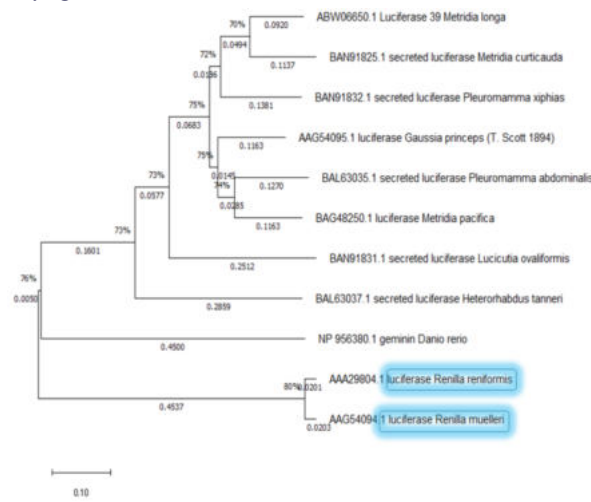 70%
0.0920
ABW06650.1 Luciferase 39 Metridia longa
72%
0.0494
0.1137
BAN91825.1 secreted luciferase Metridia curticauda
75%
0.1381
BAN91832.1 secreted luciferase Pleuromamma xiphias
0.0683
0.1163
AAG54095.1 luciferase Gaussia princeps (T. Scott 1894)
75%
73%
0.0145
0.1270
BAL63035.1 secreted luciferase Pleuromamma abdominalis
74%
0.0577
0.0285
0.1163
BAG48250.1 luciferase Metridia pacifica
73%
0.2512
BAN91831.1 secreted luciferase Lucicutia ovaliformis
0.1601
76%
0.2859
BAL63037.1 secreted luciferase Heterorhabdus tanneri
0.0050
0.4500
NP 956380.1 geminin Danio rerio
80%
0.0201
AAA29804.1 luciferase Renilla reniformis
0.4537
0.0203
AAG54094.1 luciferase Renilla muelleri
0.10